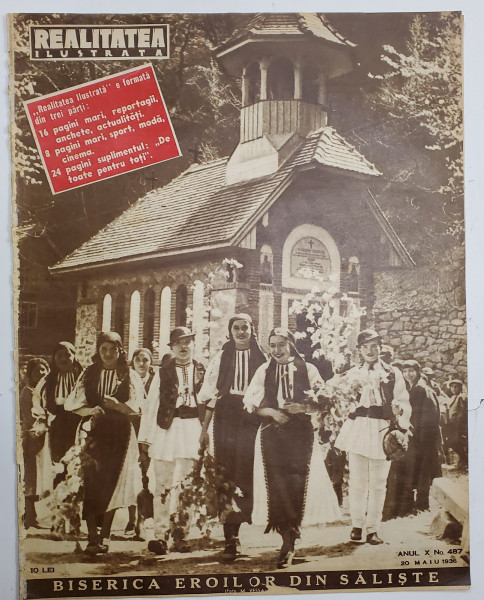 REALITATEA
ILUSTRATA
„Realitatea Ilustrată" e formată
din trei părţi:
16 pagini mari, reportagii,
anchete, actualităţi.
8 pagini mari, sport, modă,
cinema.
24 pagini suplimentul: „De
toate pentru toţi".
10 LEI
ANUL X No. 487
20 MAIU 1936
BISERICA EROILOR DIN SĂLIŞTE